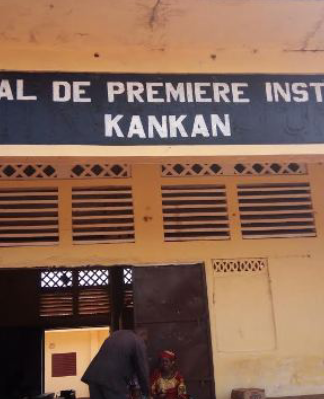 AL DE PREMIERE INST
KANKAN